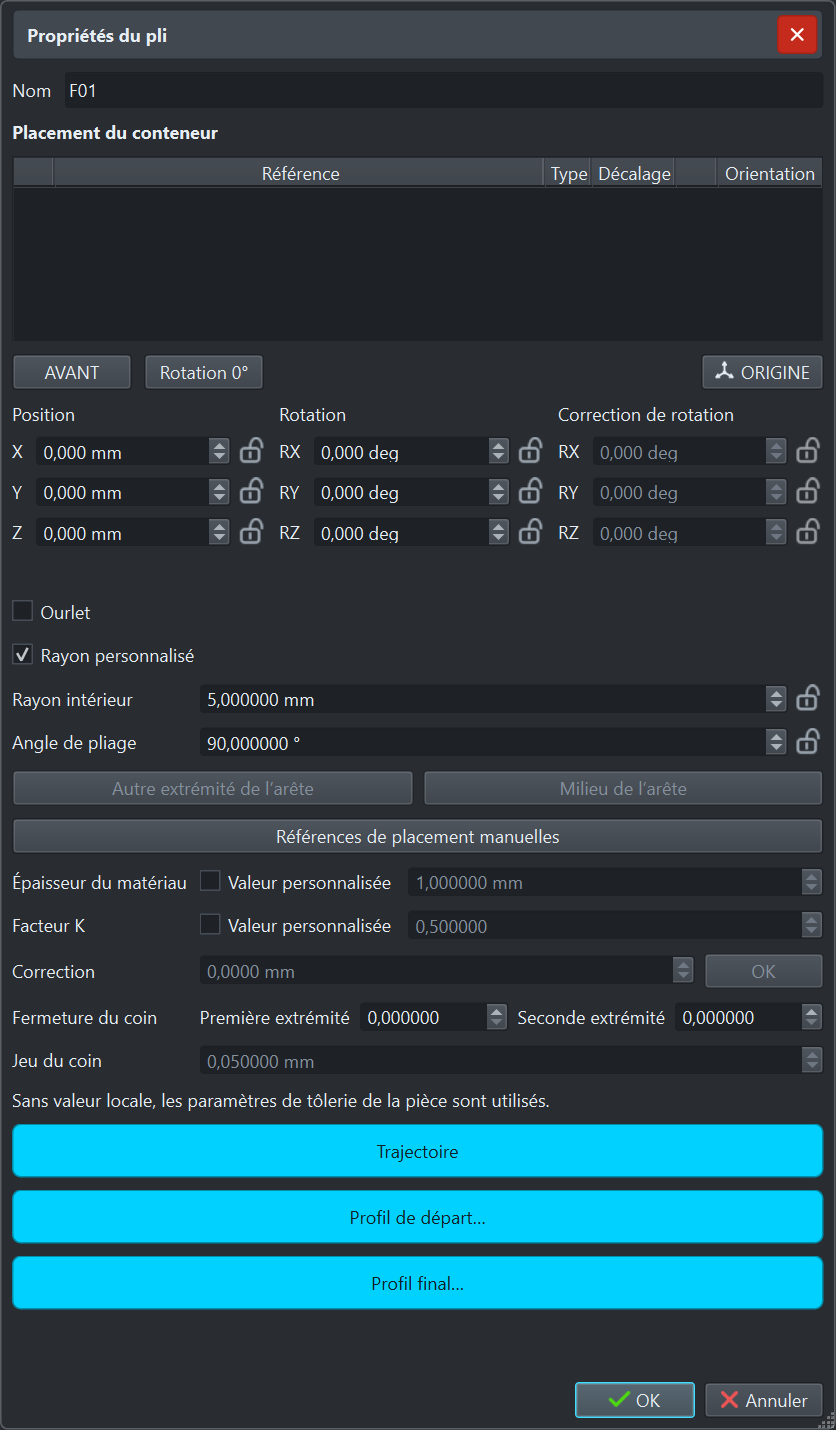 Propriétés du pli
Nom F01
Placement du conteneur
Référence Type Décalage Orientation
AVANT Rotation 0° ORIGINE
Position Rotation Correction de rotation
X 0,000 mm RX 0,000 deg RX 0,000 deg
Y 0,000 mm RY 0,000 deg RY 0,000 deg
Z 0,000 mm RZ 0,000 deg RZ 0,000 deg
Ourlet
Rayon personnalisé
Rayon intérieur 5,000000 mm
Angle de pliage 90,000000 °
Autre extrémité de l’arête Milieu de l’arête
Références de placement manuelles
Épaisseur du matériau Valeur personnalisée 1,000000 mm
Facteur K Valeur personnalisée 0,500000
Correction 0,0000 mm OK
Fermeture du coin Première extrémité 0,000000 Seconde extrémité 0,000000
Jeu du coin 0,050000 mm
Sans valeur locale, les paramètres de tôlerie de la pièce sont utilisés.
Trajectoire
Profil de départ...
Profil final...
OK Annuler